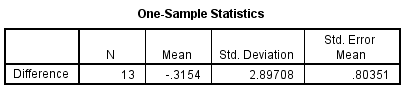 One-Sample Statistics
N Mean Std. Deviation Std. Error Mean
Difference 13 -.3154 2.89708 .80351